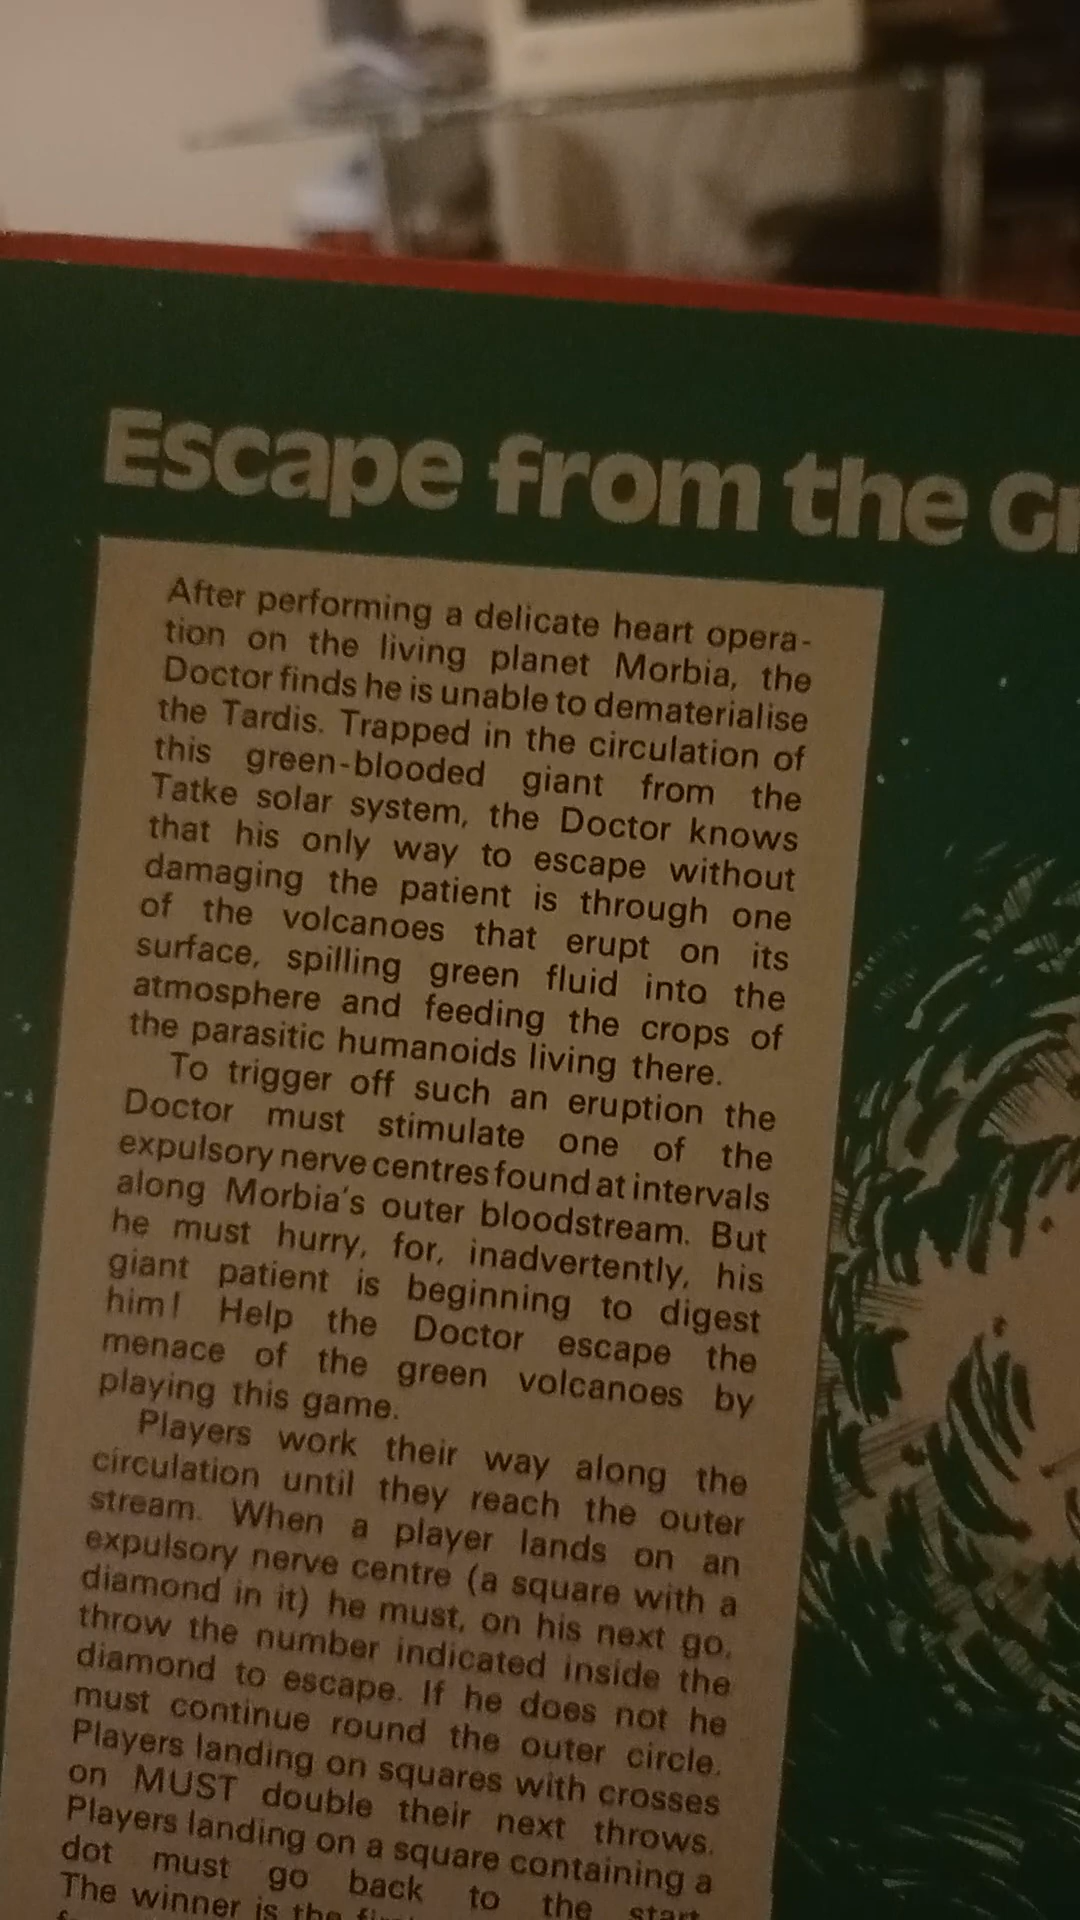 Escape from the Gr
After performing a delicate heart opera-
tion on the living planet Morbia, the
Doctor finds he is unable to dematerialise
the Tardis. Trapped in the circulation of
this green-blooded giant from the
Tatke solar system, the Doctor knows
that his only way to escape without
damaging the patient is through one
of the volcanoes that erupt on its
surface, spilling green fluid into the
atmosphere and feeding the crops of
the parasitic humanoids living there.
To trigger off such an eruption the
Doctor must stimulate one of the
expulsory nerve centres found at intervals
along Morbia's outer bloodstream. But
he must hurry, for, inadvertently, his
giant patient is beginning to digest
him! Help the Doctor escape the
menace of the green volcanoes by
playing this game.
Players work their way along the
circulation until they reach the outer
stream. When a player lands on an
expulsory nerve centre (a square with a
diamond in it) he must, on his next go,
throw the number indicated inside the
diamond to escape. If he does not he
must continue round the outer circle.
Players landing on squares with crosses
on MUST double their next throws.
Players landing on a square containing a
dot must go back to the start.
The winner is the first